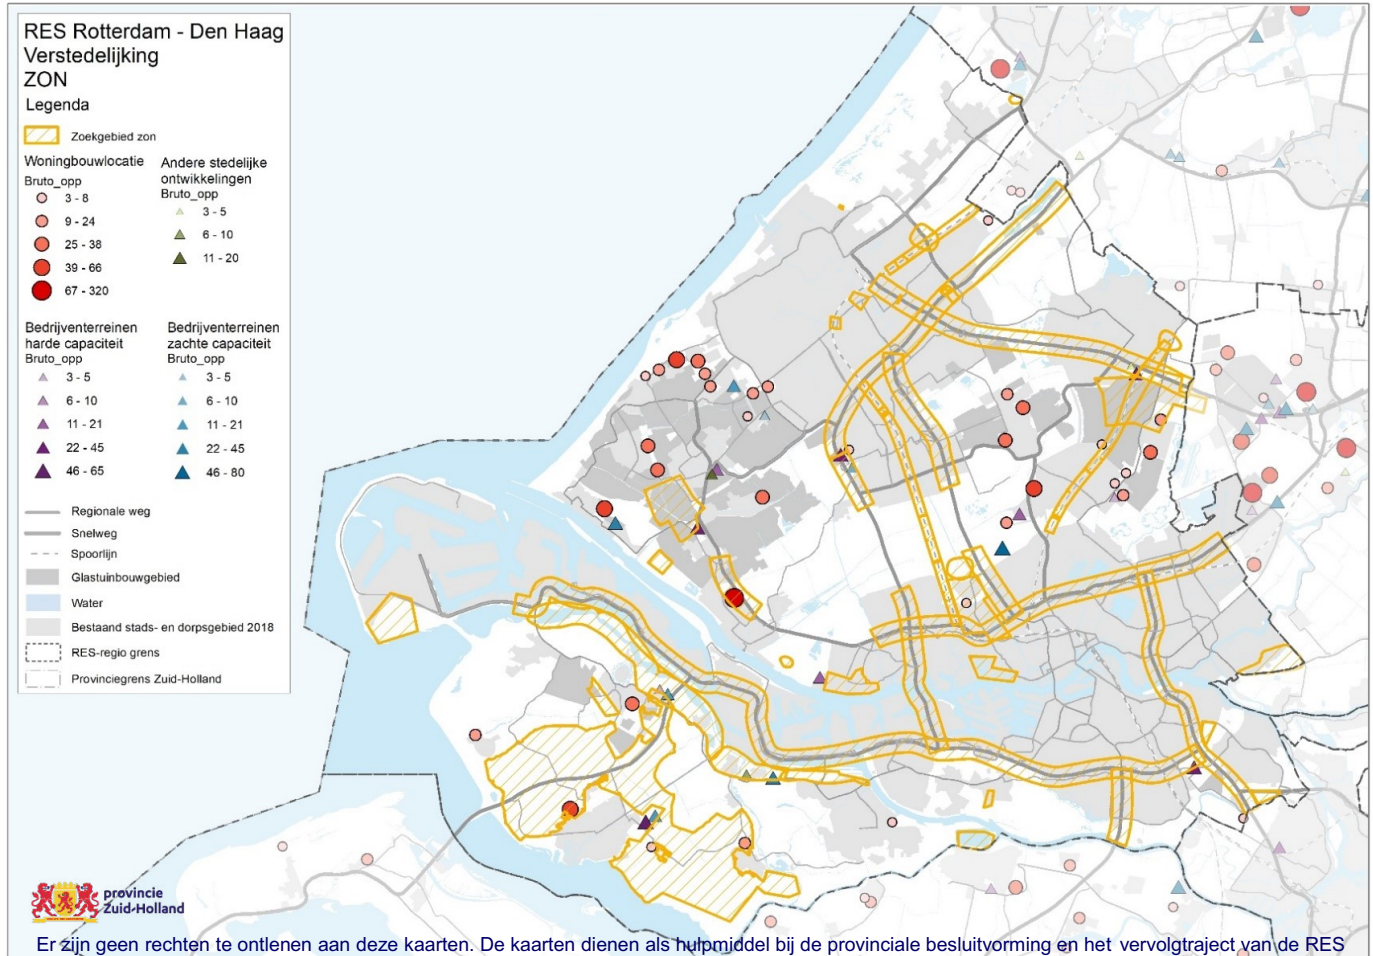 RES Rotterdam - Den Haag
Verstedelijking
ZON
Legenda
Zoekgebied zon
Woningbouwlocatie
Bruto_opp
3 - 8
9 - 24
25 - 38
39 - 66
67 - 320
Andere stedelijke
ontwikkelingen
Bruto_opp
3 - 5
6 - 10
11 - 20
Bedrijventerreinen
harde capaciteit
Bruto_opp
3 - 5
6 - 10
11 - 21
22 - 45
46 - 65
Bedrijventerreinen
zachte capaciteit
Bruto_opp
3 - 5
6 - 10
11 - 21
22 - 45
46 - 80
Regionale weg
Snelweg
Spoorlijn
Glastuinbouwgebied
Water
Bestaand stads- en dorpsgebied 2018
RES-regio grens
Provinciegrens Zuid-Holland
provincie
Zuid-Holland
Er zijn geen rechten te ontlenen aan deze kaarten. De kaarten dienen als hulpmiddel bij de provinciale besluitvorming en het vervolgtraject van de RES